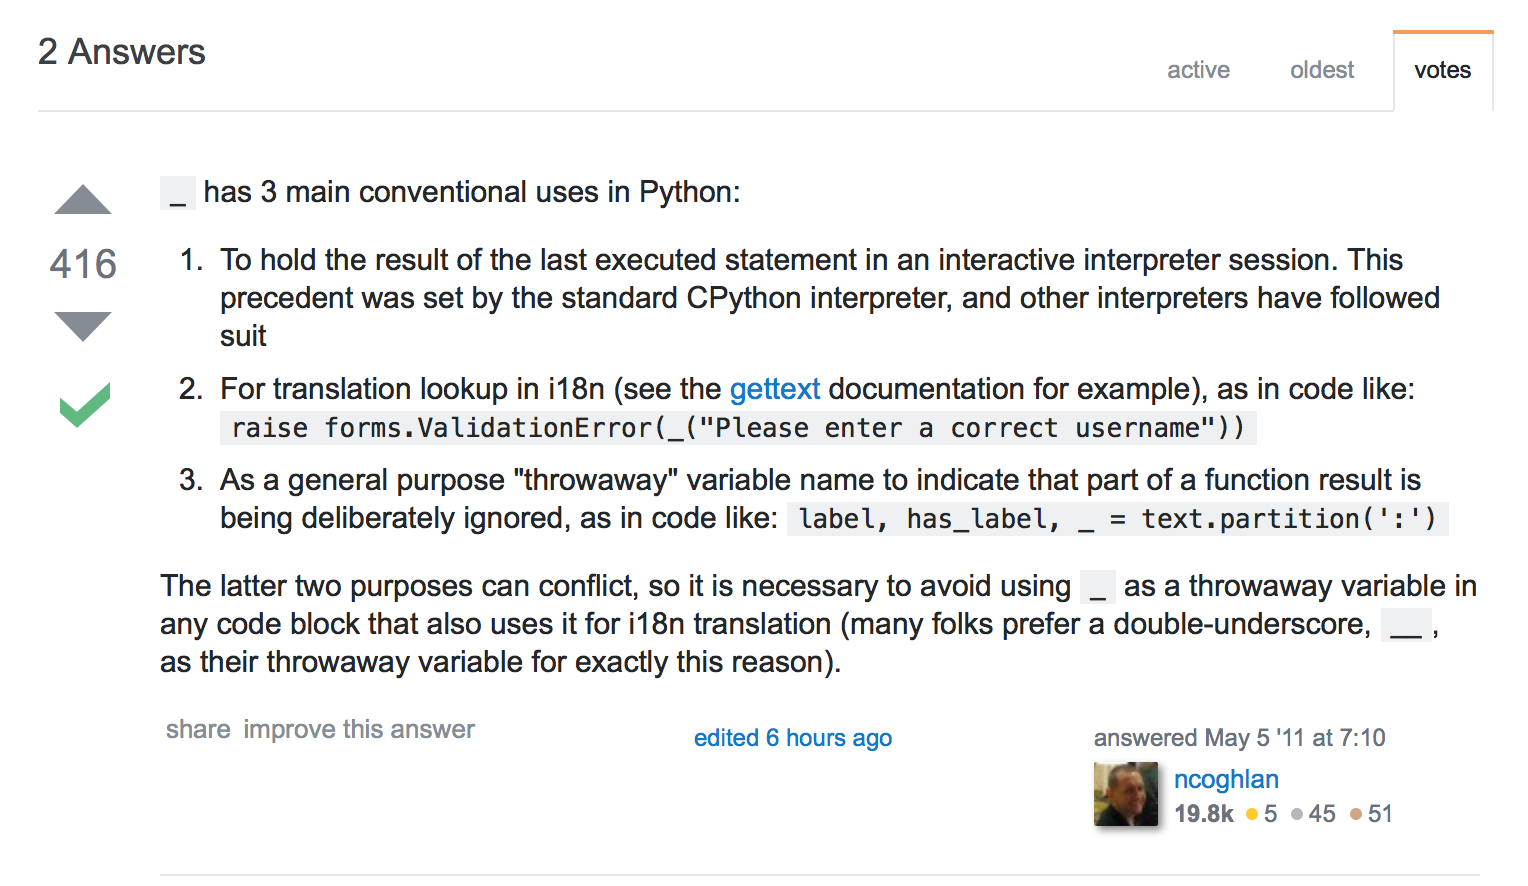 2 Answers
active oldest votes
_ has 3 main conventional uses in Python:
416
1. To hold the result of the last executed statement in an interactive interpreter session. This
precedent was set by the standard CPython interpreter, and other interpreters have followed
suit
2. For translation lookup in i18n (see the gettext documentation for example), as in code like:
raise forms.ValidationError(_("Please enter a correct username"))
3. As a general purpose "throwaway" variable name to indicate that part of a function result is
being deliberately ignored, as in code like: label, has_label, _ = text.partition(':')
The latter two purposes can conflict, so it is necessary to avoid using _ as a throwaway variable in
any code block that also uses it for i18n translation (many folks prefer a double-underscore, __ ,
as their throwaway variable for exactly this reason).
share improve this answer
edited 6 hours ago
answered May 5 '11 at 7:10
ncoghlan
19.8k 5 45 51